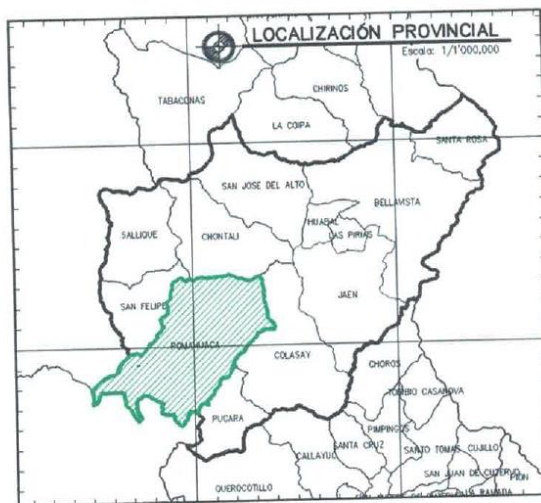 LOCALIZACIÓN PROVINCIAL
Escala: 1/1'000,000
TABACONAS
CHIRINOS
LA COIPA
SANTA ROSA
SAN JOSE DEL ALTO
BELLAVISTA
HUABAL
LAS PIRIAS
SALLIQUE
CHONTALI
JAEN
SAN FELIPE
POMAHUACA
COLASAY
CHOROS
TORIBIO CASANOVA
PUCARA
PIMPINGOS
SANTA CRUZ
SANTO TOMAS
CUJILLO
CALLAYUC
SAN JUAN DE CUTERVO
PION
QUEROCOTILLO